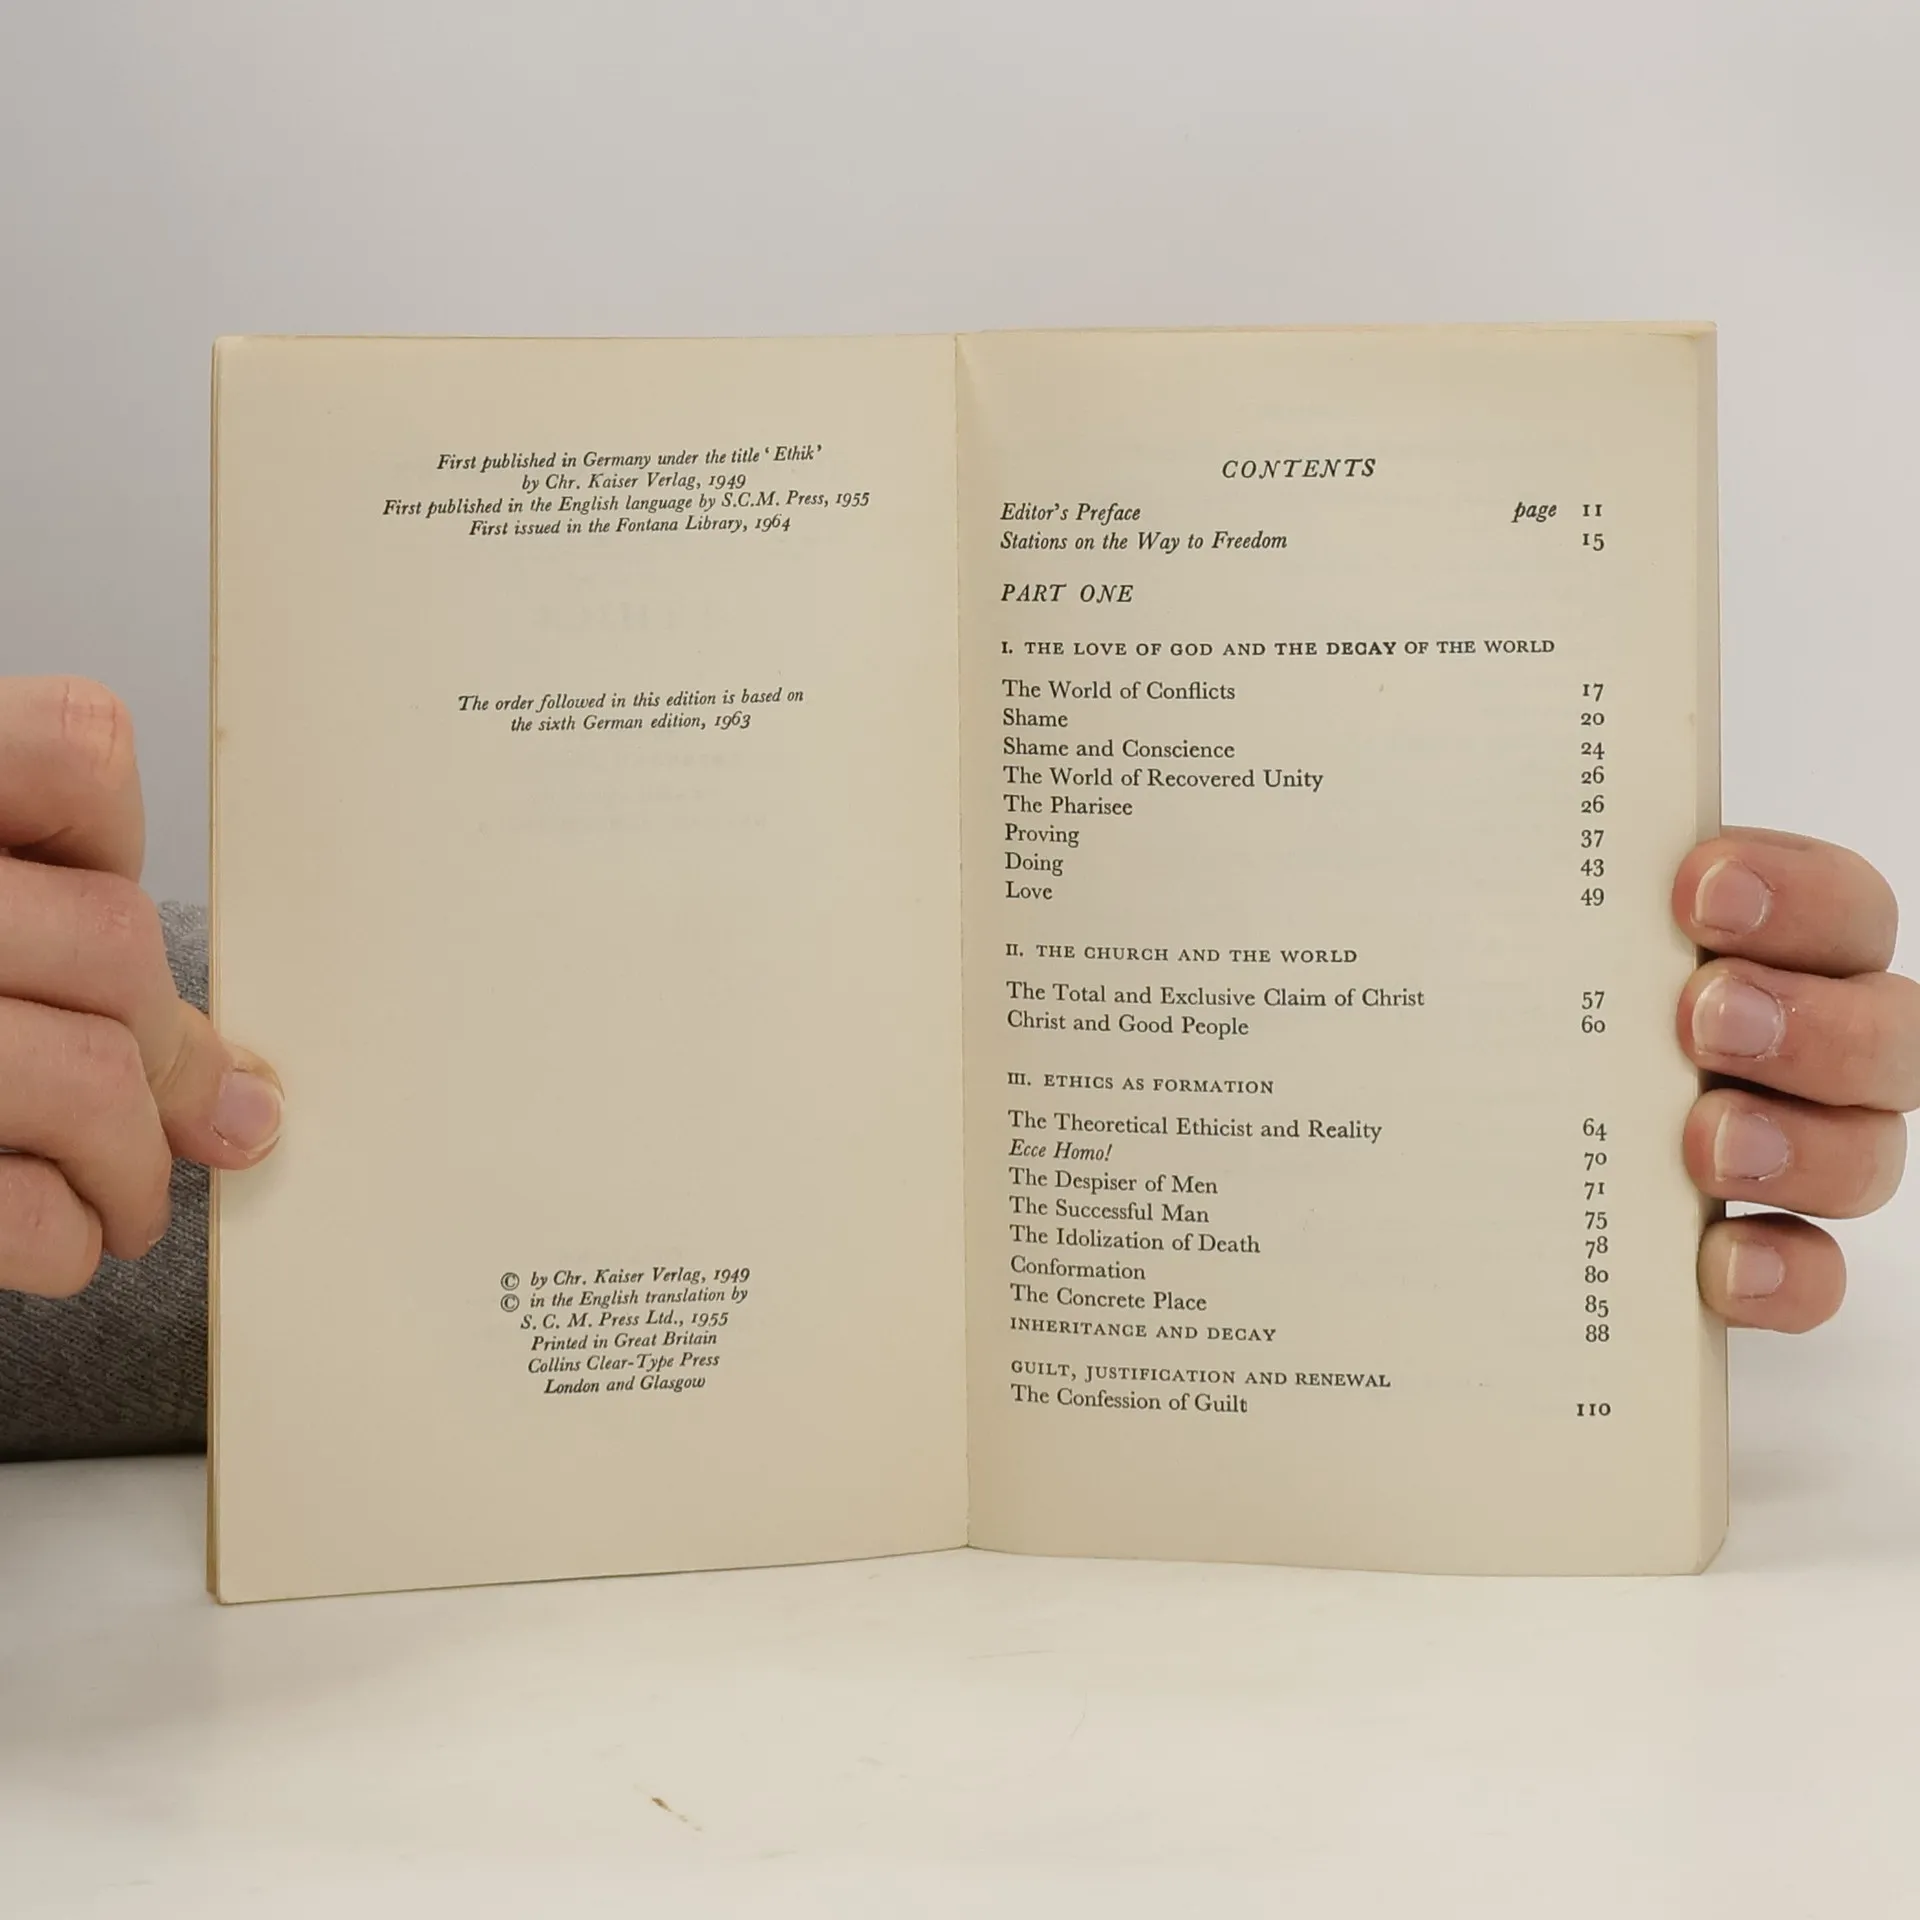 First published in Germany under the title ‘Ethik’
by Chr. Kaiser Verlag, 1949
First published in the English language by S.C.M. Press, 1955
First issued in the Fontana Library, 1964
The order followed in this edition is based on
the sixth German edition, 1963
© by Chr. Kaiser Verlag, 1949
© in the English translation by
S. C. M. Press Ltd., 1955
Printed in Great Britain
Collins Clear-Type Press
London and Glasgow
CONTENTS
Editor's Preface page 11
Stations on the Way to Freedom 15
PART ONE
I. THE LOVE OF GOD AND THE DECAY OF THE WORLD
The World of Conflicts 17
Shame 20
Shame and Conscience 24
The World of Recovered Unity 26
The Pharisee 26
Proving 37
Doing 43
Love 49
II. THE CHURCH AND THE WORLD
The Total and Exclusive Claim of Christ 57
Christ and Good People 60
III. ETHICS AS FORMATION
The Theoretical Ethicist and Reality 64
Ecce Homo! 70
The Despiser of Men 71
The Successful Man 75
The Idolization of Death 78
Conformation 80
The Concrete Place 85
INHERITANCE AND DECAY 88
GUILT, JUSTIFICATION AND RENEWAL
The Confession of Guilt 110